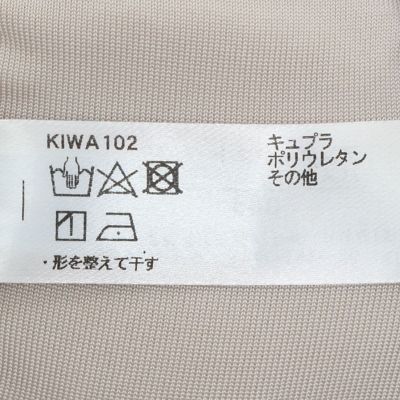 KIWA102
キュプラ
ポリウレタン
その他
・形を整えて干す